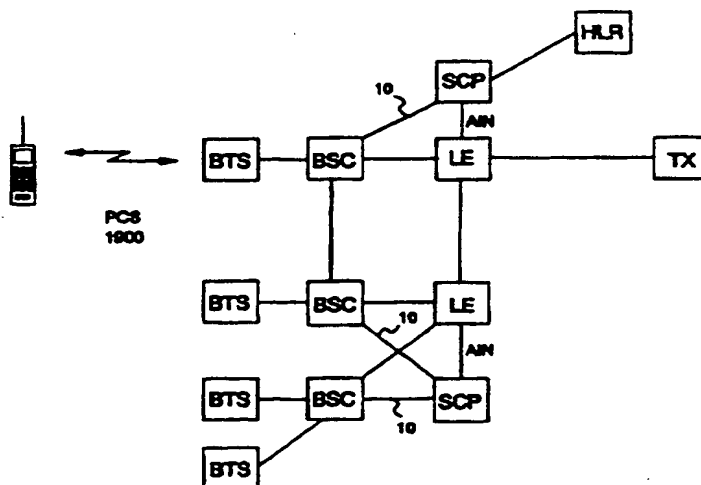 HLR
SCP
10
AIN
BTS
BSC
LE
TX
PCS
1900
BTS
BSC
LE
10
AIN
BTS
BSC
SCP
10
BTS